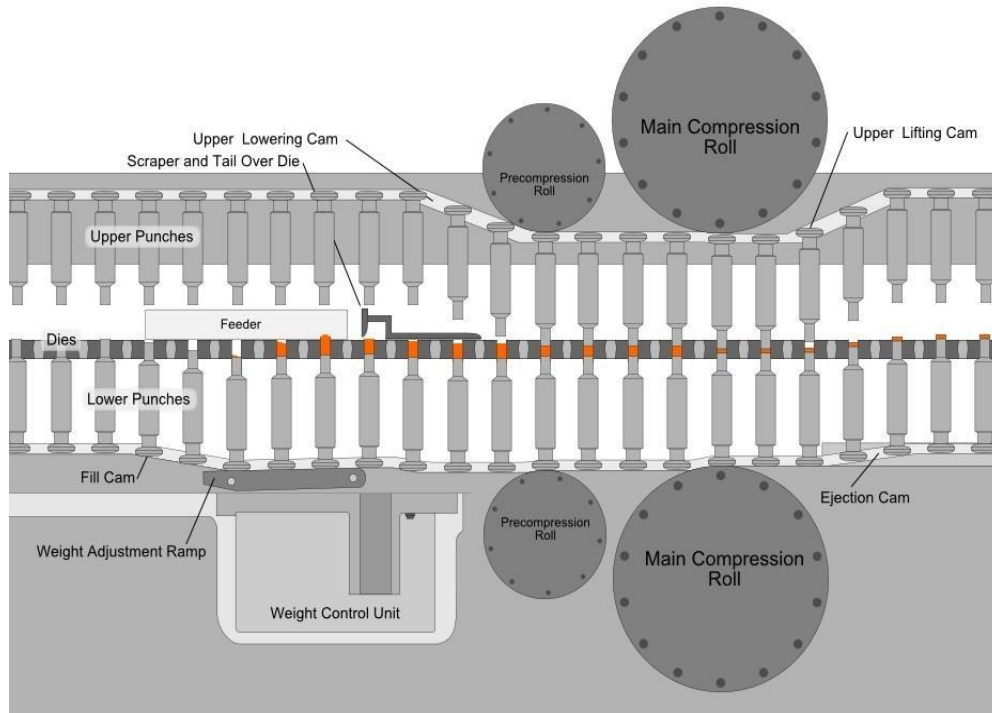 Main Compression
Roll
Upper Lowering Cam
Upper Lifting Cam
Scraper and Tail Over Die
Precompression
Roll
Upper Punches
Feeder
Dies
Lower Punches
Fill Cam
Ejection Cam
Precompression
Roll
Weight Adjustment Ramp
Main Compression
Roll
Weight Control Unit